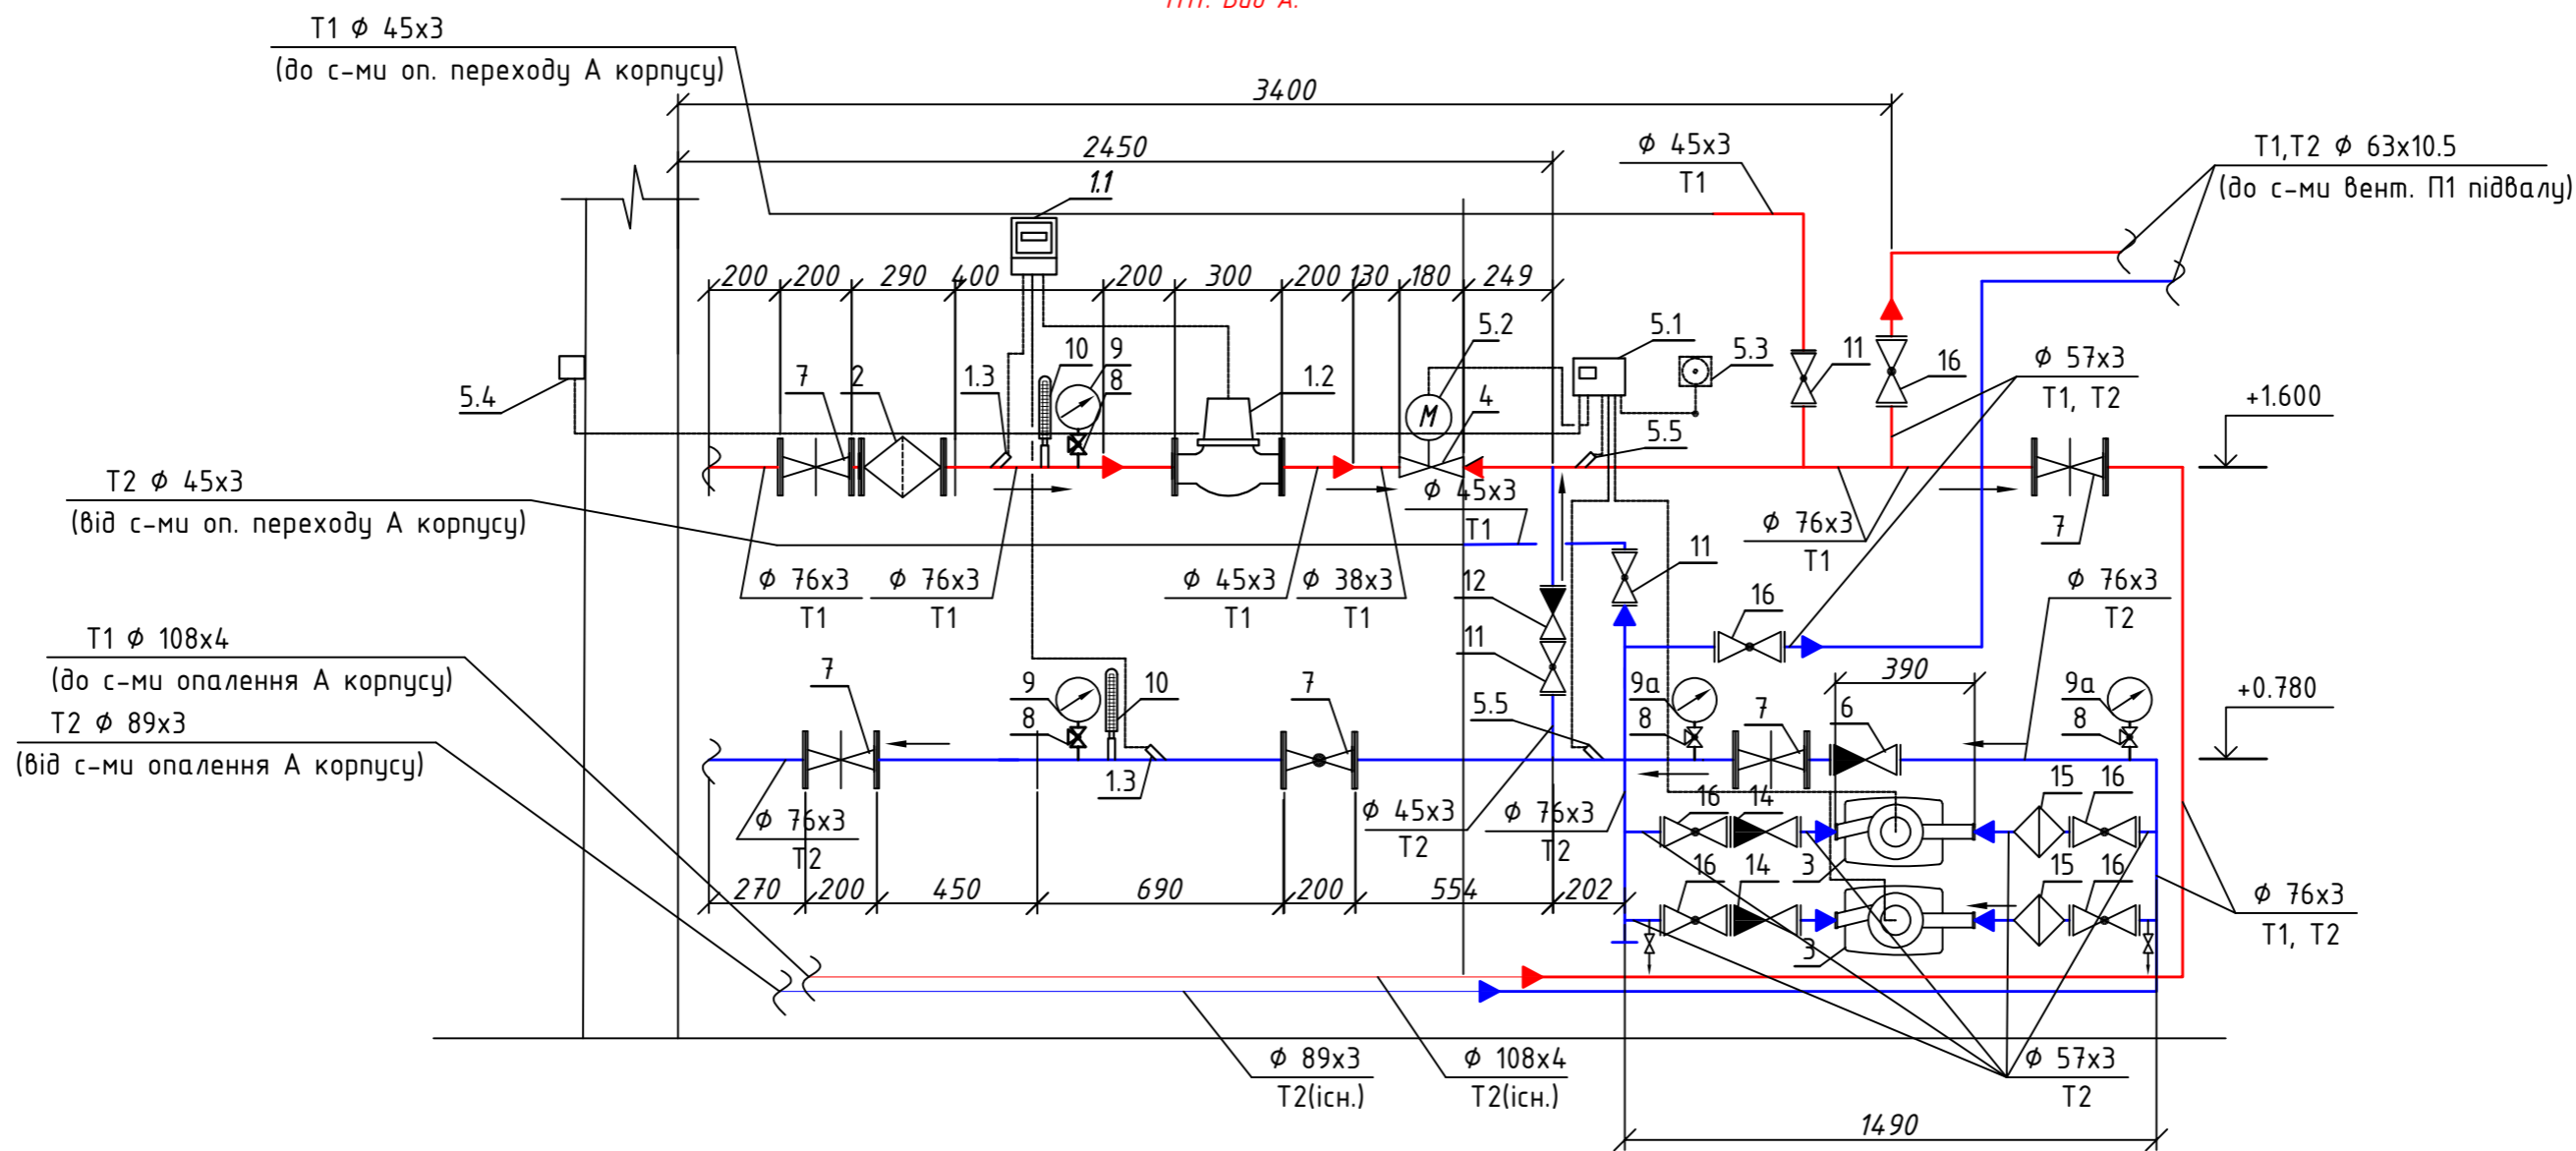 ІТП. Вид А.
Т1 Ф 45х3
(до с-ми оп. переходу А корпусу)
3400
2450
1.1
Ф 45х3
Т1
Т1,Т2 Ф 63х10.5
(до с-ми вент. П1 підвалу)
200 200 290 400 200 300 200 130 180 249
5.2
5.1
5.3
11
16
Ф 57х3
Т1, Т2
5.4
7
2
1.3
10
9
8
1.2
4
5.5
+1.600
Т2 Ф 45х3
(від с-ми оп. переходу А корпусу)
Ф 45х3
Т1
Ф 76х3
Т1
7
Ф 76х3
Т1
Ф 76х3
Т1
Ф 45х3
Т1
Ф 38х3
Т1
12
11
11
16
Ф 76х3
Т2
Т1 Ф 108х4
(до с-ми опалення А корпусу)
Т2 Ф 89х3
(від с-ми опалення А корпусу)
7
9
8
10
1.3
7
5.5
9а
8
7
6
390
9а
8
+0.780
Ф 76х3
Т2
Ф 45х3
Т2
Ф 76х3
Т2
16
14
3
15
16
16
14
3
15
16
270 200 450 690 200 554 202
Ф 76х3
Т1, Т2
Ф 89х3
Т2(існ.)
Ф 108х4
Т2(існ.)
Ф 57х3
Т2
1490
М